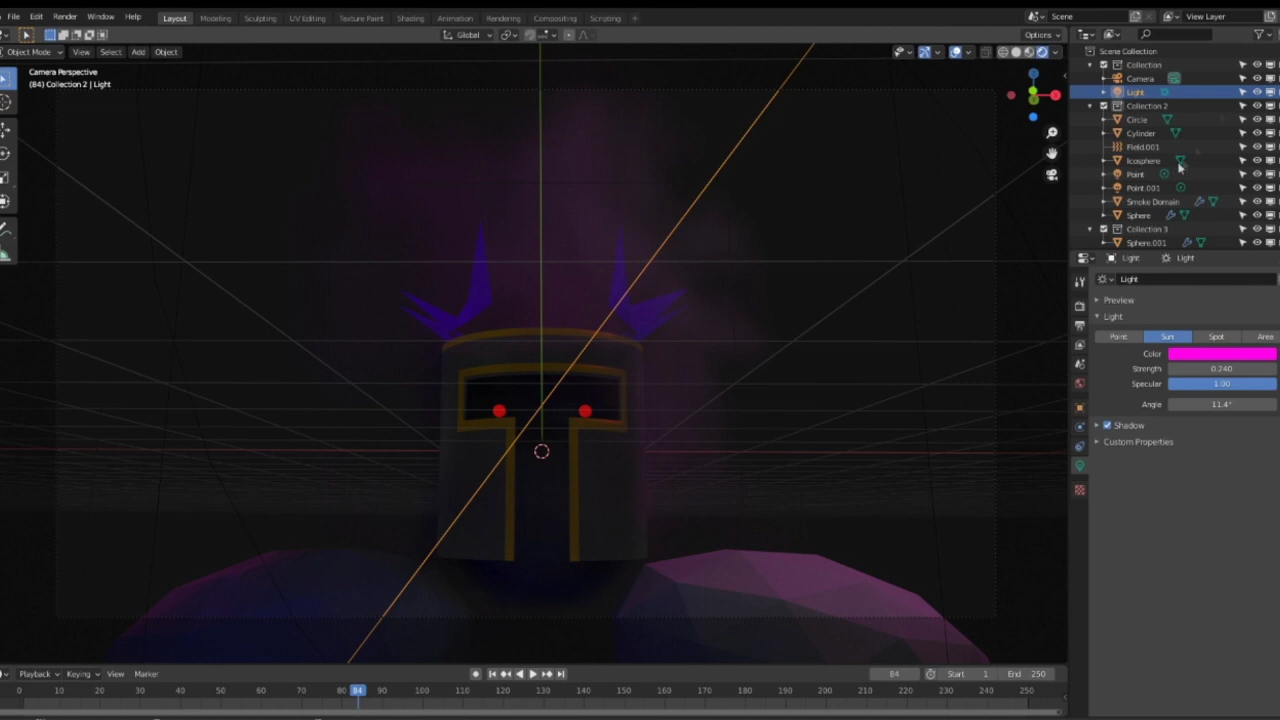 File Edit Render Window Help Layout Modeling Sculpting UV Editing Texture Paint Shading Animation Rendering Compositing Scripting + Scene View Layer
Global Options
Object Mode View Select Add Object
Camera Perspective
(84) Collection 2 | Light
Scene Collection
Collection
Camera
Light
Collection 2
Circle
Cylinder
Field.001
Icosphere
Point
Point.001
Smoke Domain
Sphere
Collection 3
Sphere.001
Light Light
Light
Preview
Light
Point Sun Spot Area
Color
Strength 0.240
Specular 1.00
Angle 11.4°
Shadow
Custom Properties
Playback Keying View Marker 84 Start 1 End 250
0 10 20 30 40 50 60 70 80 84 90 100 110 120 130 140 150 160 170 180 190 200 210 220 230 240 250